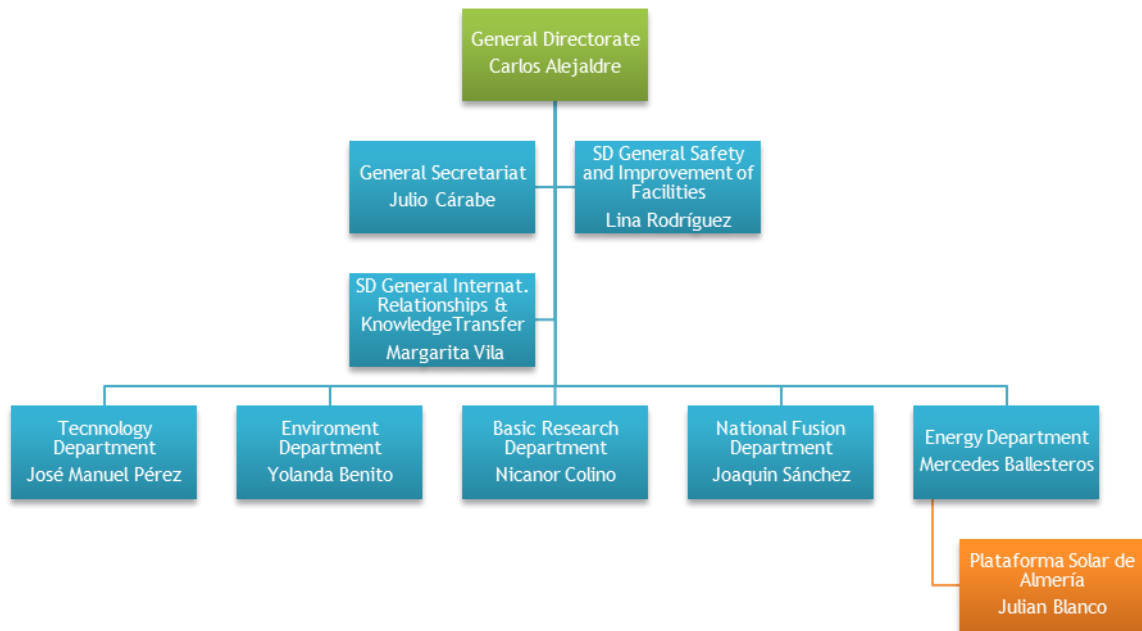 General Directorate
Carlos Alejaldre
General Secretariat
Julio Cárabe
SD General Safety
and Improvement of
Facilities
Lina Rodríguez
SD General Internat.
Relationships &
KnowledgeTransfer
Margarita Vila
Tecnnology
Department
José Manuel Pérez
Enviroment
Department
Yolanda Benito
Basic Research
Department
Nicanor Colino
National Fusion
Department
Joaquin Sánchez
Energy Department
Mercedes Ballesteros
Plataforma Solar de
Almería
Julian Blanco